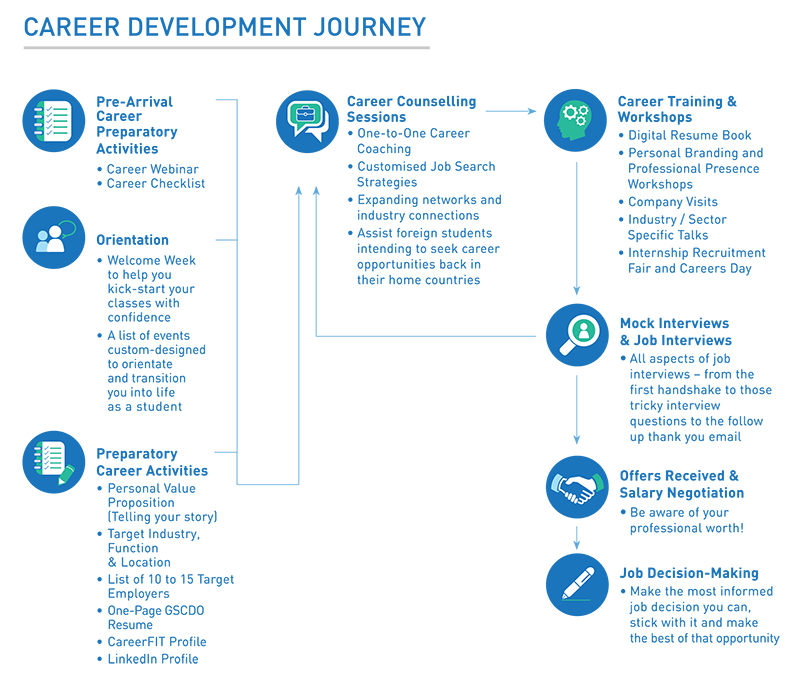 CAREER DEVELOPMENT JOURNEY
Pre-Arrival
Career
Preparatory
Activities
• Career Webinar
• Career Checklist
Orientation
• Welcome Week
to help you
kick-start your
classes with
confidence
• A list of events
custom-designed
to orientate
and transition
you into life
as a student
Preparatory
Career Activities
• Personal Value
Proposition
(Telling your story)
• Target Industry,
Function
& Location
• List of 10 to 15 Target
Employers
• One-Page GSCDO
Resume
• CareerFIT Profile
• LinkedIn Profile
Career Counselling
Sessions
• One-to-One Career
Coaching
• Customised Job Search
Strategies
• Expanding networks and
industry connections
• Assist foreign students
intending to seek career
opportunities back in
their home countries
Career Training &
Workshops
• Digital Resume Book
• Personal Branding and
Professional Presence
Workshops
• Company Visits
• Industry / Sector
Specific Talks
• Internship Recruitment
Fair and Careers Day
Mock Interviews
& Job Interviews
• All aspects of job
interviews – from the
first handshake to those
tricky interview
questions to the follow
up thank you email
Offers Received &
Salary Negotiation
• Be aware of your
professional worth!
Job Decision-Making
• Make the most informed
job decision you can,
stick with it and make
the best of that opportunity